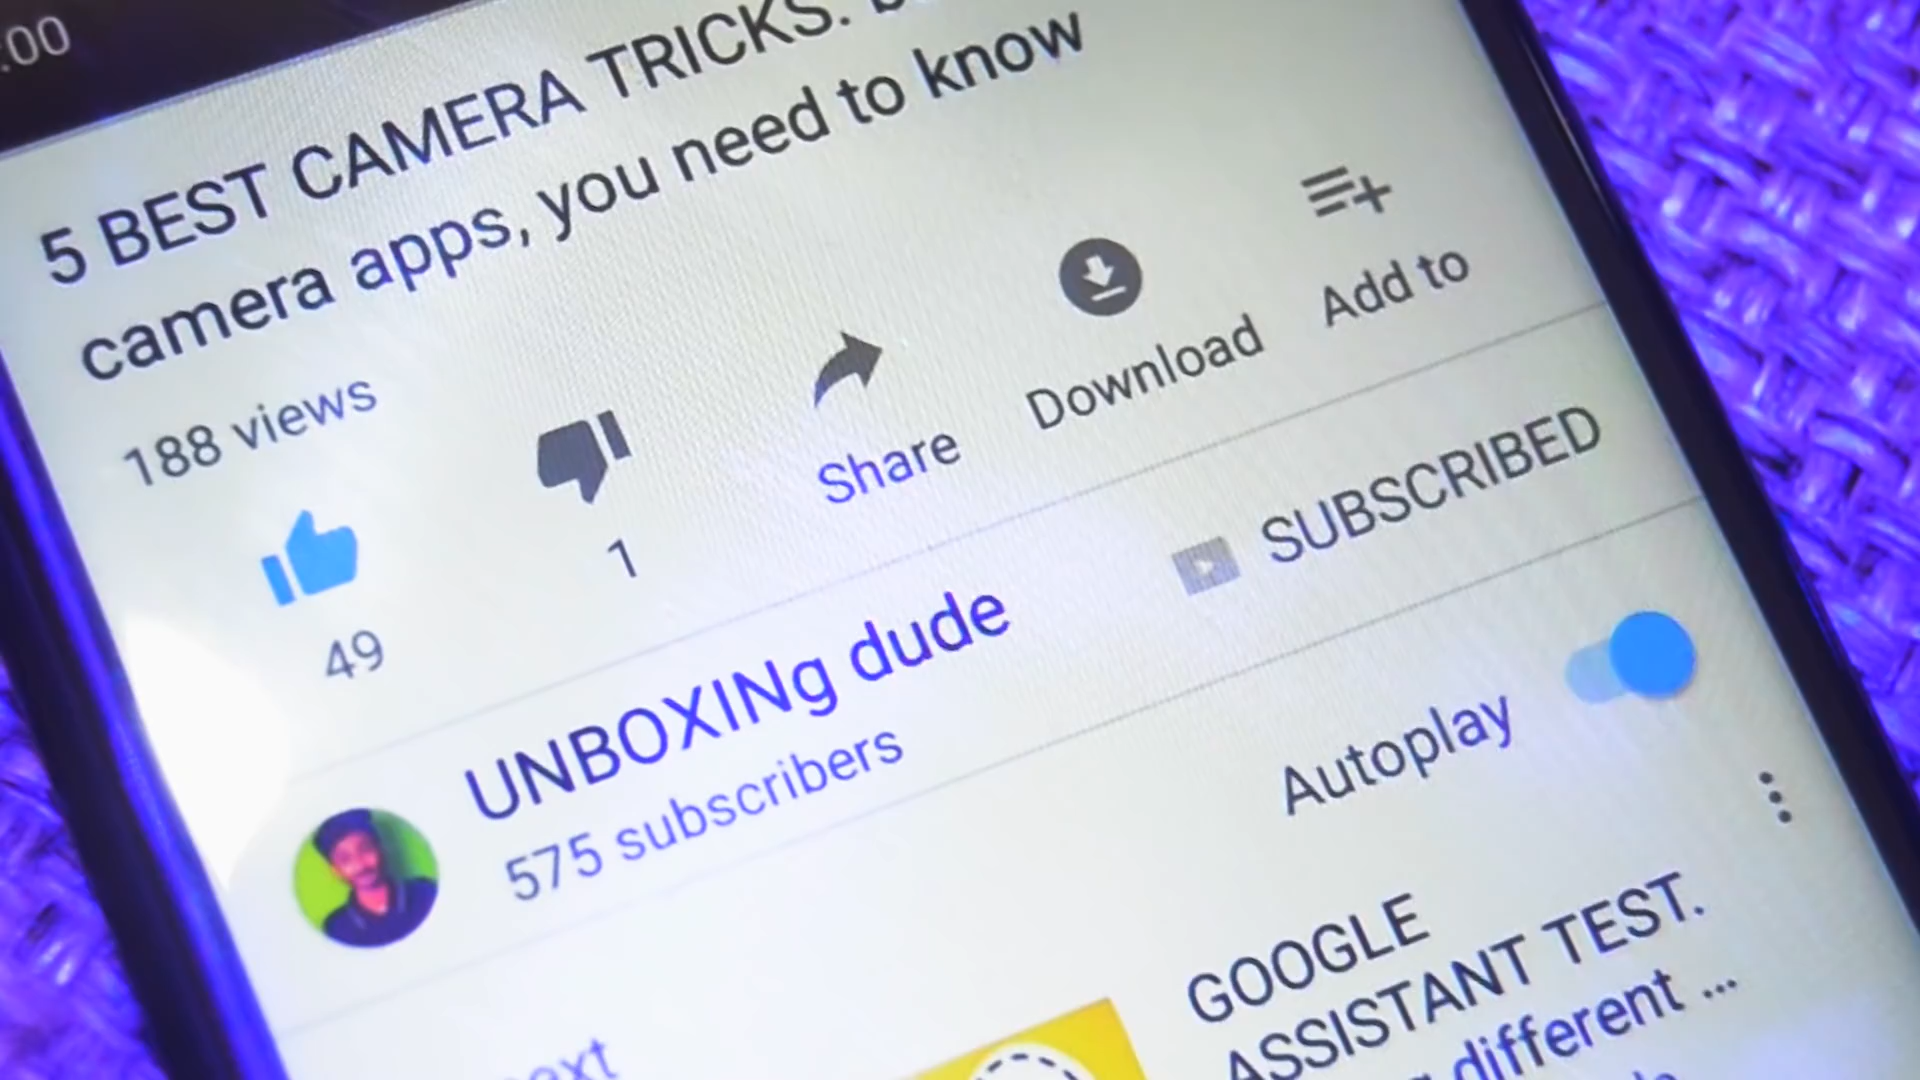 :00
5 BEST CAMERA TRICKS.
camera apps, you need to know
188 views
49
1
Share
Download
Add to
UNBOXINg dude
575 subscribers
SUBSCRIBED
Autoplay
GOOGLE
ASSISTANT TEST.
different ...